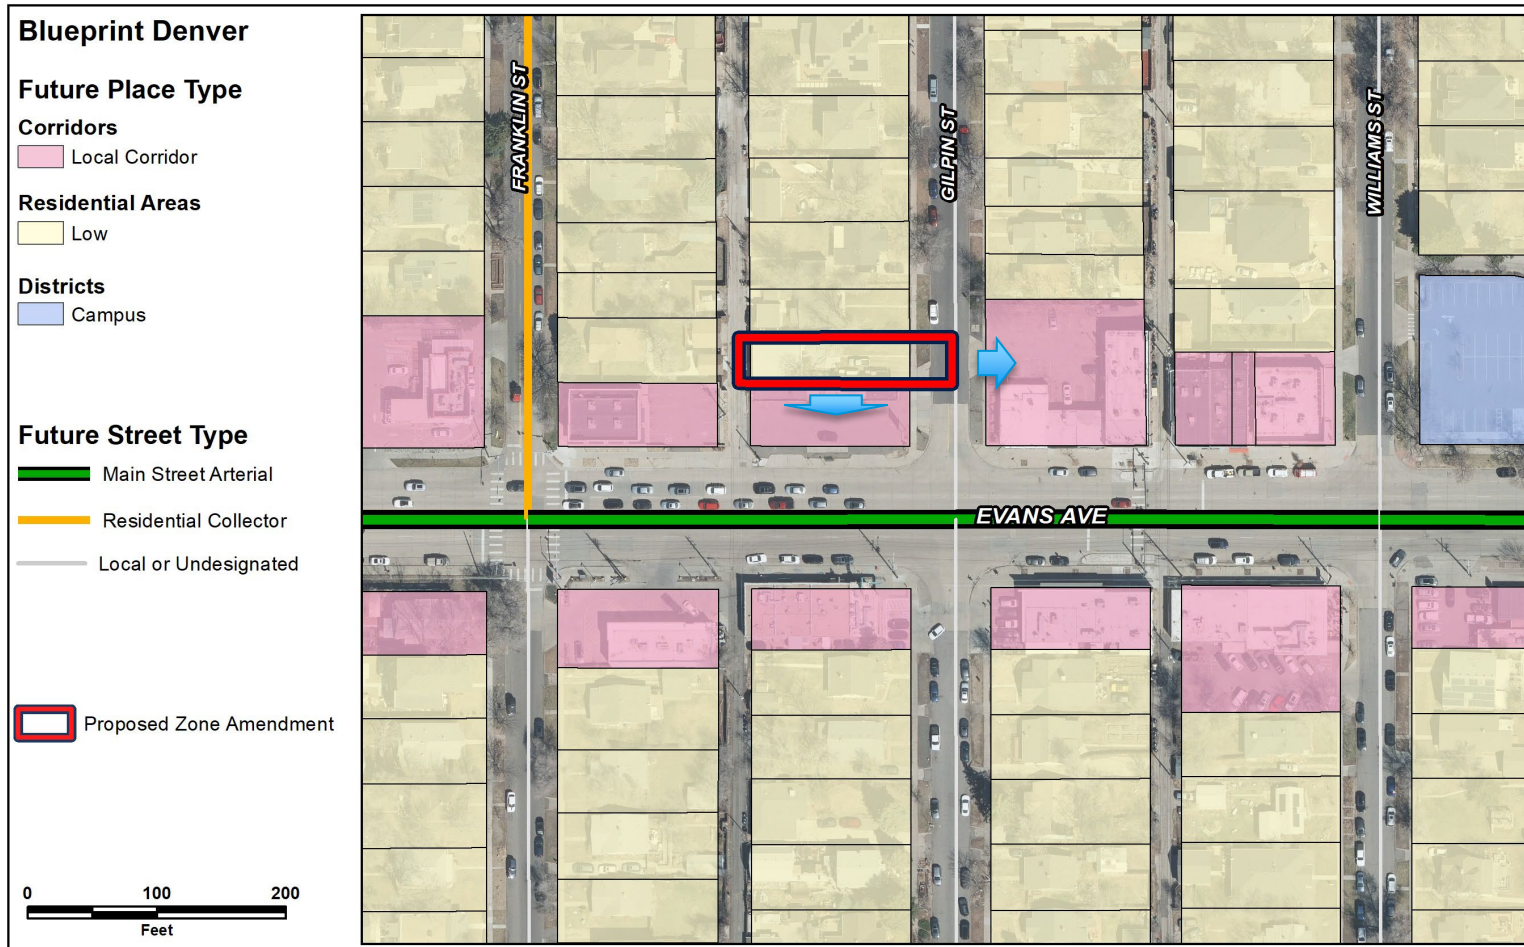 Blueprint Denver
Future Place Type
Corridors
Local Corridor
Residential Areas
Low
Districts
Campus
Future Street Type
Main Street Arterial
Residential Collector
Local or Undesignated
Proposed Zone Amendment
0 100 200
Feet
FRANKLIN ST
GILPIN ST
WILLIAMS ST
EVANS AVE